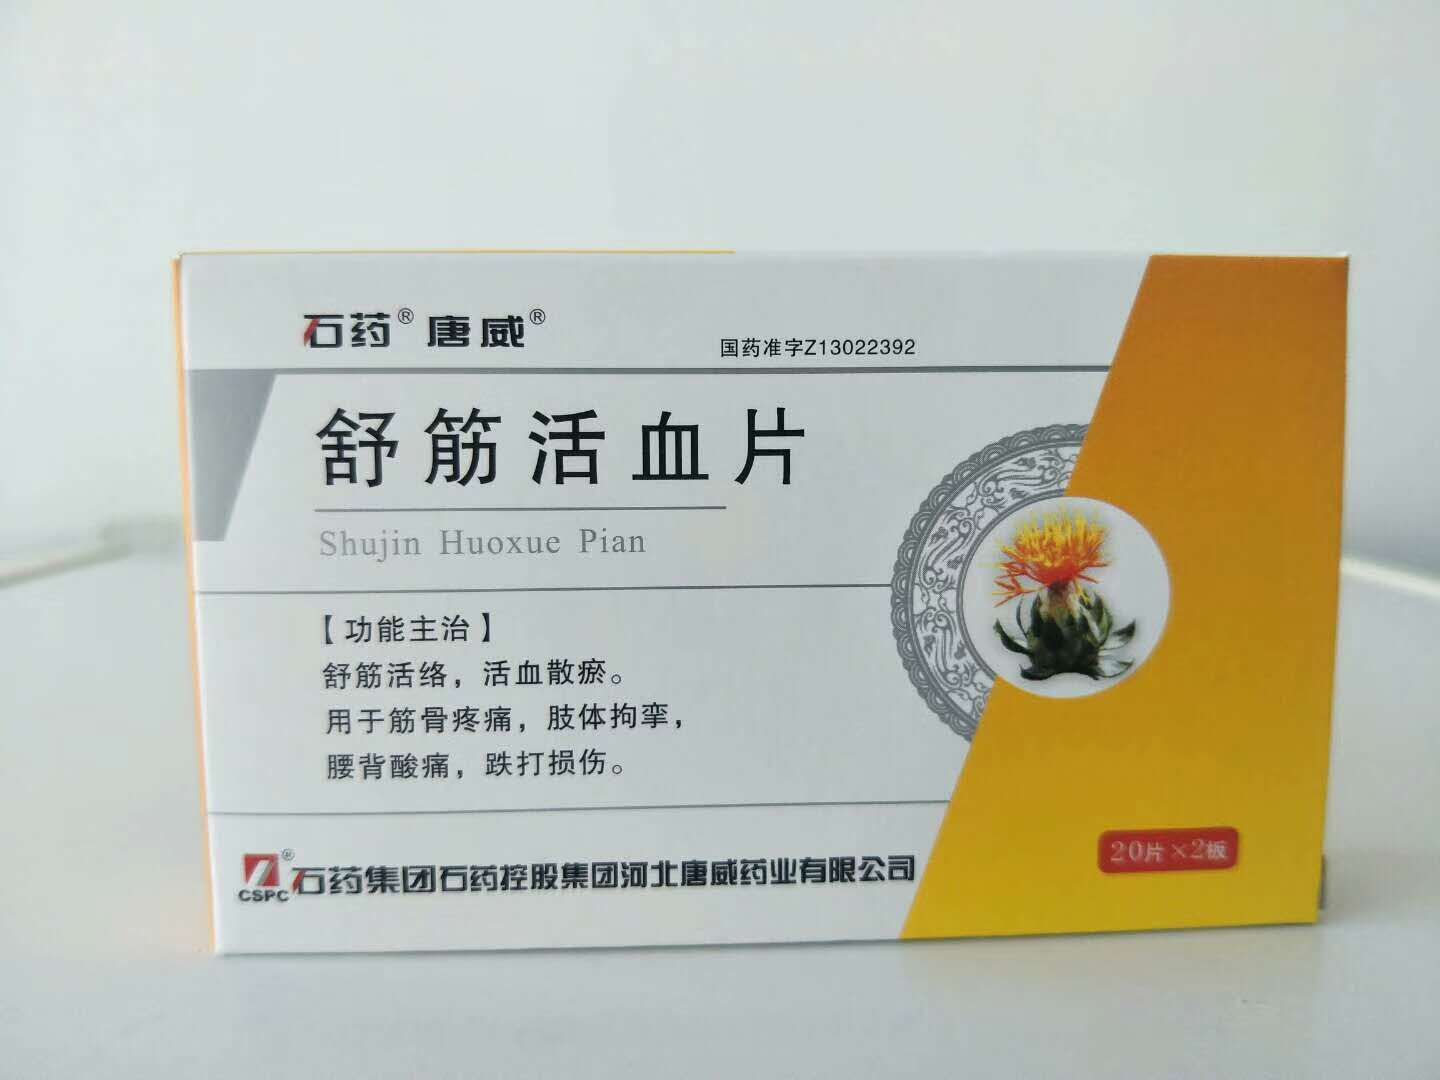 石药® 唐威®
国药准字Z13022392
舒筋活血片
Shujin Huoxue Pian
【功能主治】
舒筋活络，活血散瘀。
用于筋骨疼痛，肢体拘挛，
腰背酸痛，跌打损伤。
20片×2板
®
CSPC
石药集团石药控股集团河北唐威药业有限公司